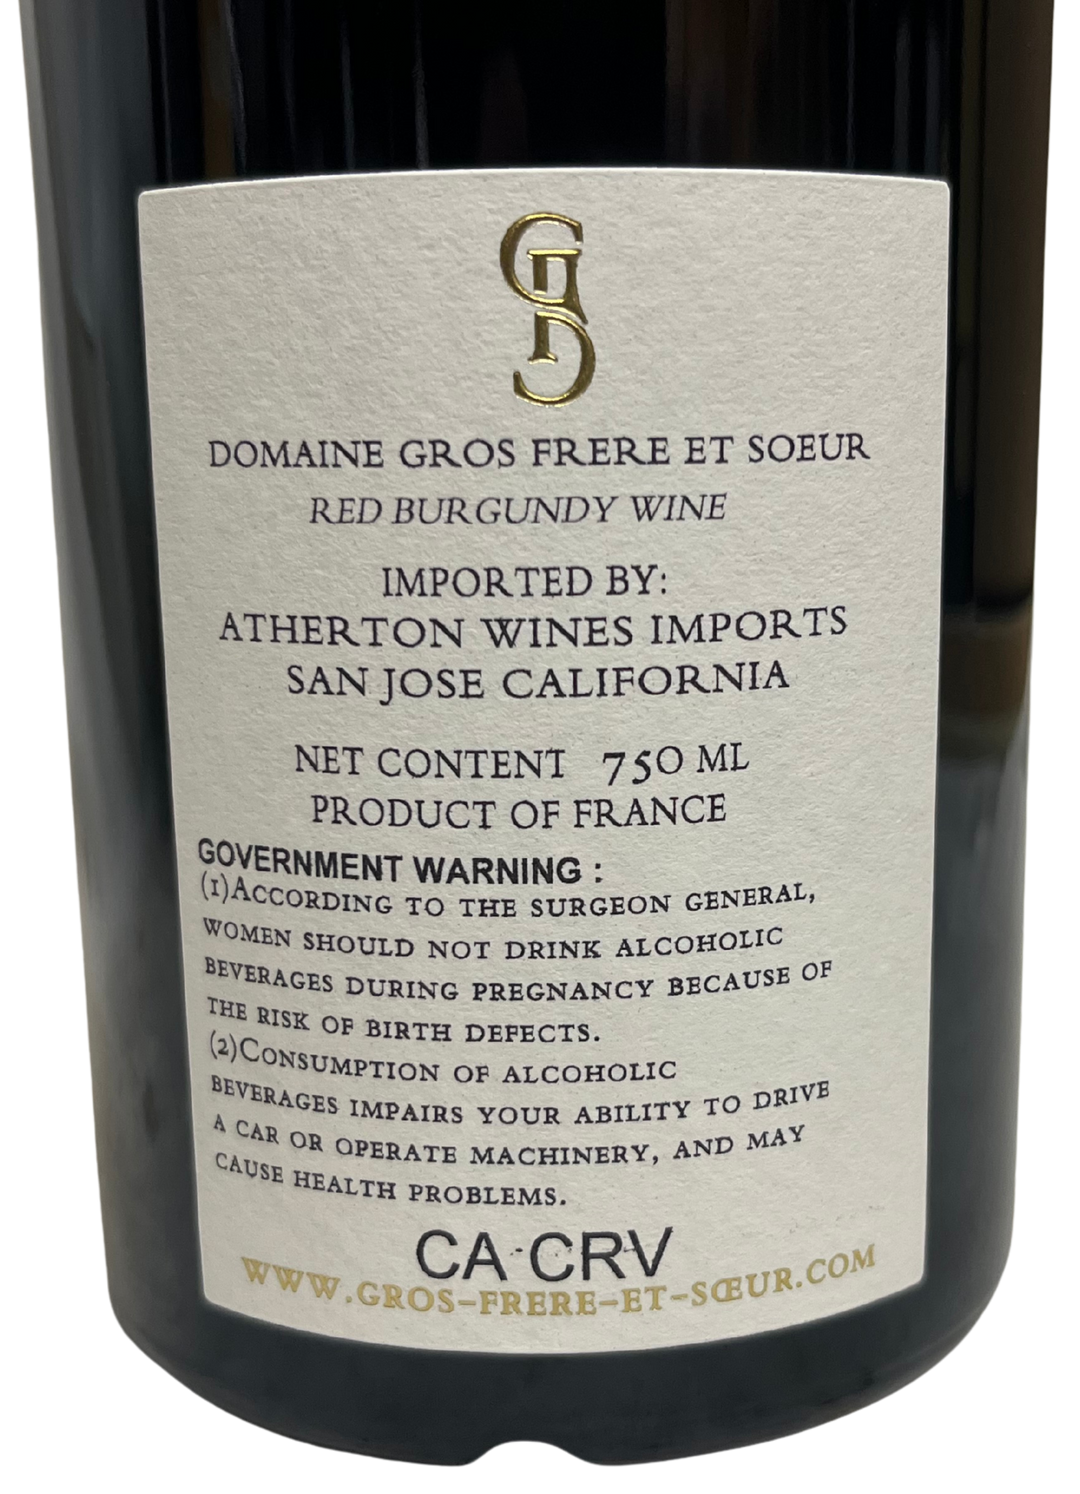 DOMAINE GROS FRERE ET SOEUR
RED BURGUNDY WINE
IMPORTED BY:
ATHERTON WINES IMPORTS
SAN JOSE CALIFORNIA
NET CONTENT 750 ML
PRODUCT OF FRANCE
GOVERNMENT WARNING :
(1)ACCORDING TO THE SURGEON GENERAL,
WOMEN SHOULD NOT DRINK ALCOHOLIC
BEVERAGES DURING PREGNANCY BECAUSE OF
THE RISK OF BIRTH DEFECTS.
(2)CONSUMPTION OF ALCOHOLIC
BEVERAGES IMPAIRS YOUR ABILITY TO DRIVE
A CAR OR OPERATE MACHINERY, AND MAY
CAUSE HEALTH PROBLEMS.
CA CRV
WWW.GROS-FRERE-ET-SŒUR.COM